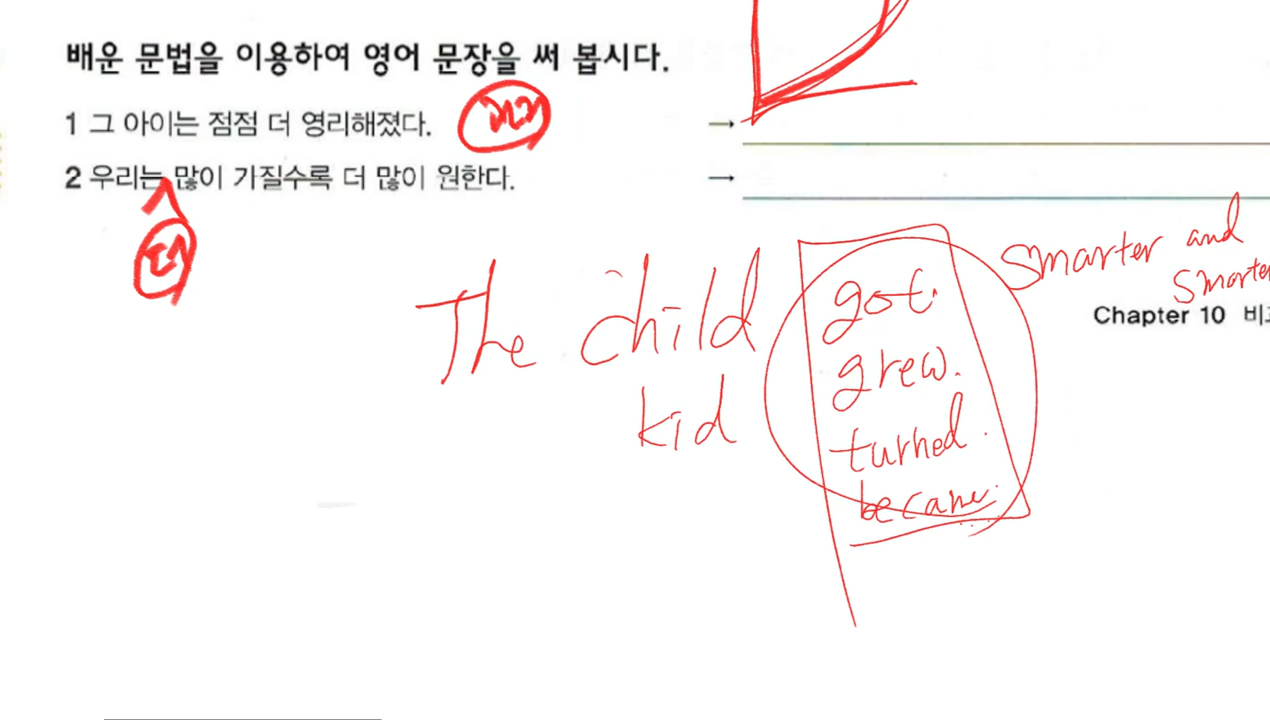 배운 문법을 이용하여 영어 문장을 써 봅시다.
1 그 아이는 점점 더 영리해졌다. →
2 우리는 많이 가질수록 더 많이 원한다. →
더
smarter and
smarter
The child got.
Chapter 10 비교
grew.
kid turned.
became.